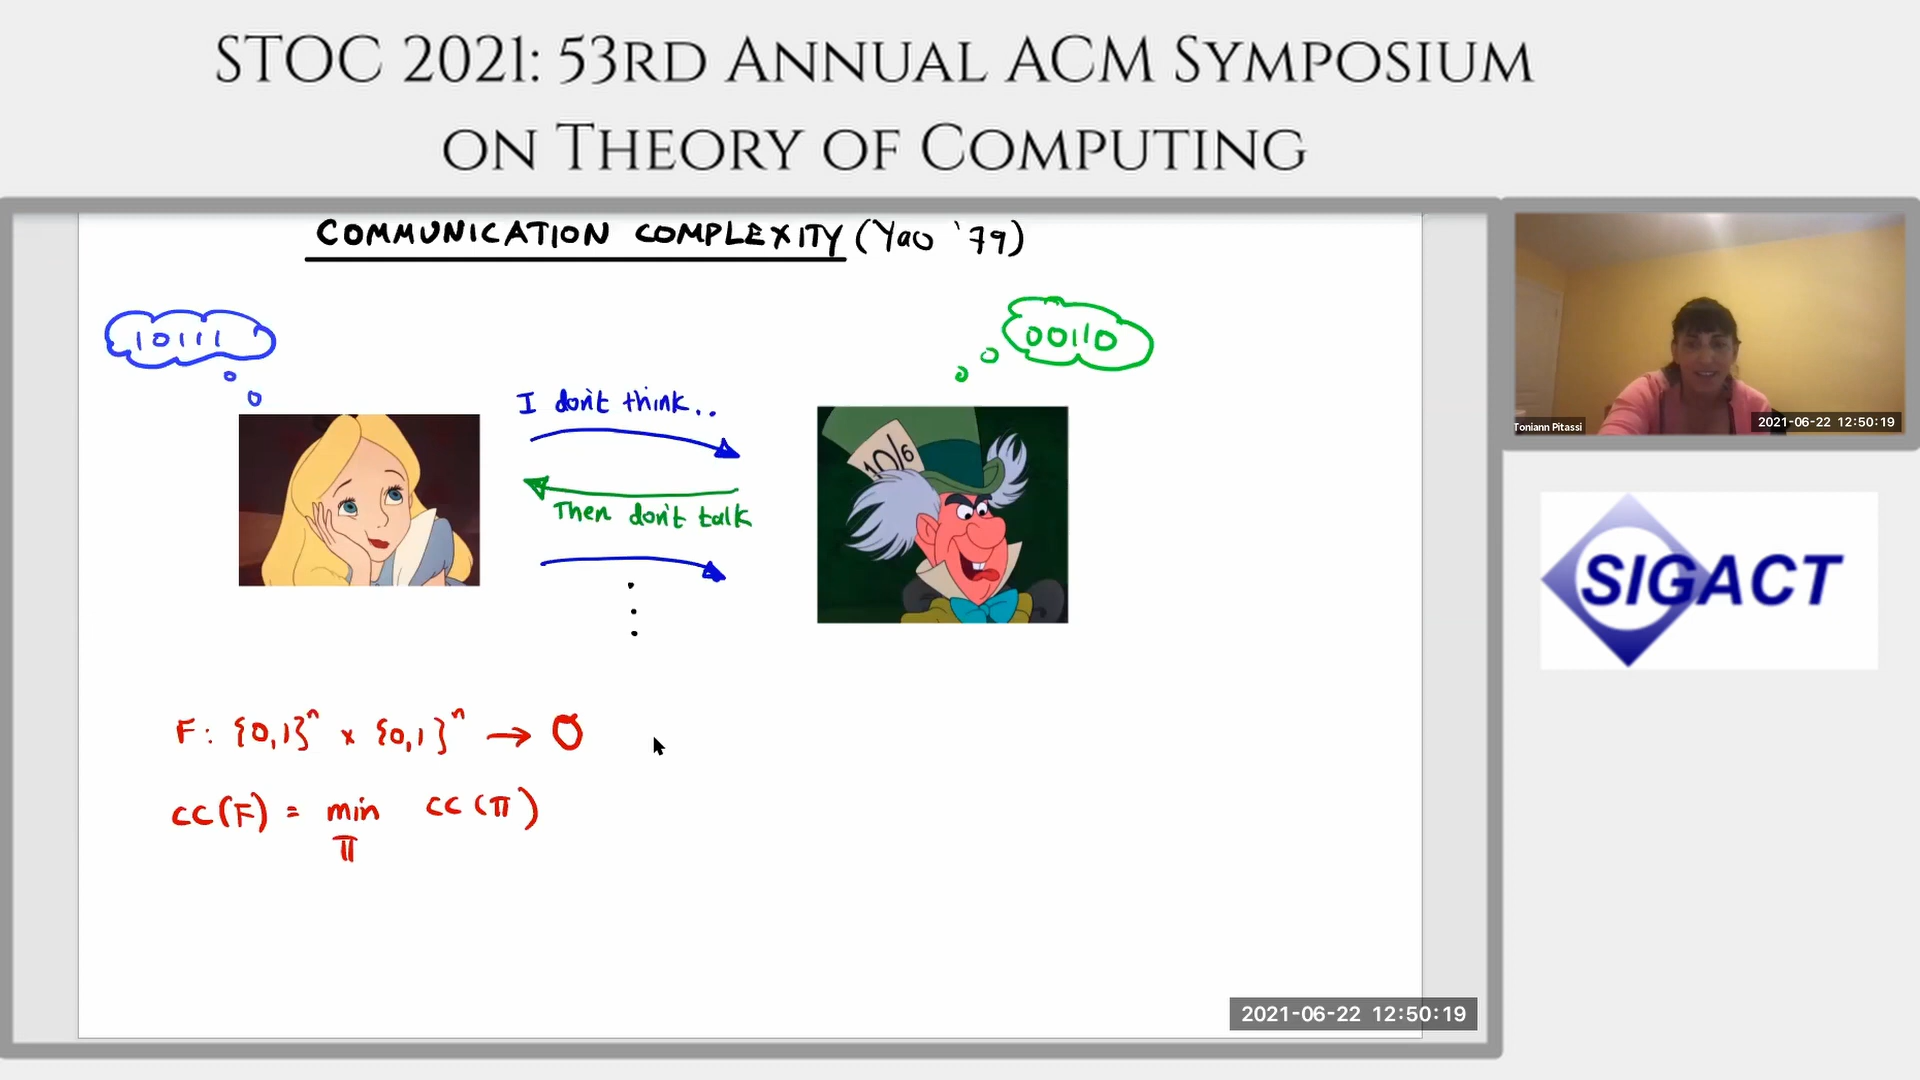 STOC 2021: 53RD ANNUAL ACM SYMPOSIUM
ON THEORY OF COMPUTING
COMMUNICATION COMPLEXITY (Yao '79)
10111
00110
I don't think..
10/6
Then don't talk
F: {0,1}ⁿ × {0,1}ⁿ → O
CC(F) = min CC(π)
π
Toniann Pitassi
2021-06-22 12:50:19
SIGACT
2021-06-22 12:50:19